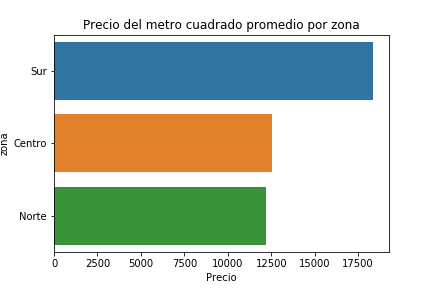 Precio del metro cuadrado promedio por zona
Sur
Centro
Norte
zona
0 2500 5000 7500 10000 12500 15000 17500
Precio